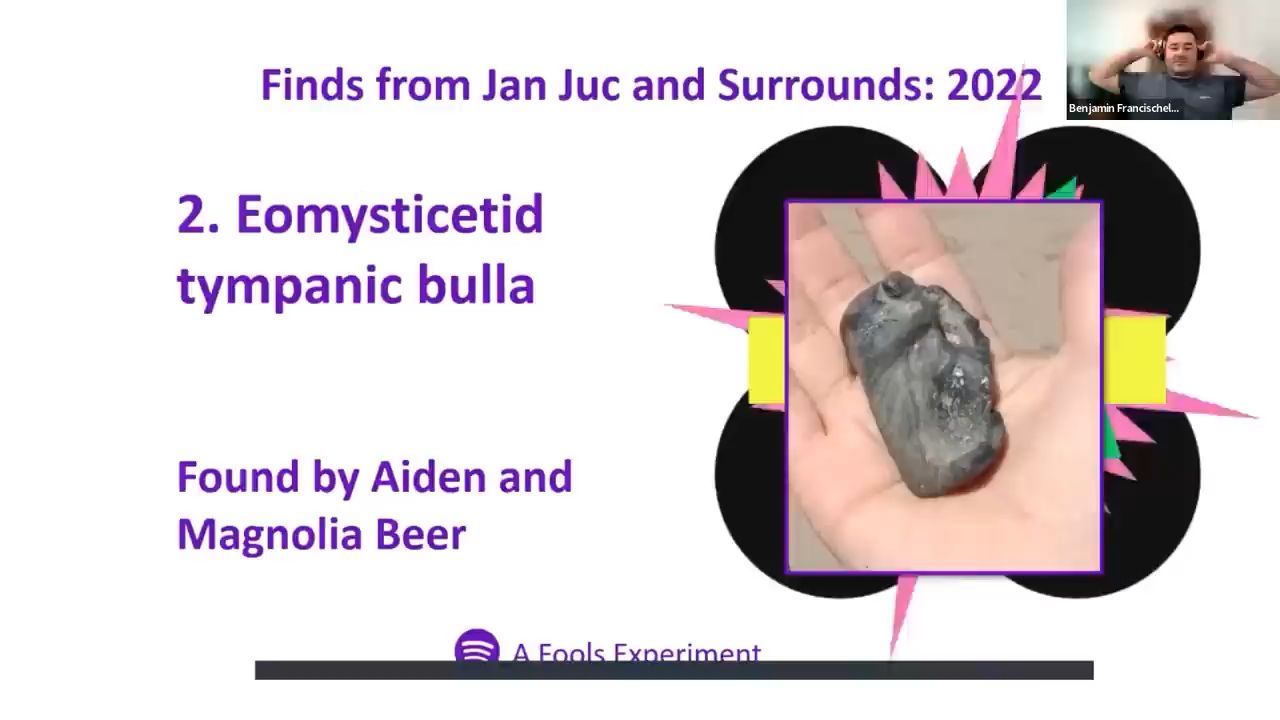 Finds from Jan Juc and Surrounds: 2022
Benjamin Francischel...
2. Eomysticetid
tympanic bulla
Found by Aiden and
Magnolia Beer
A Fools Experiment